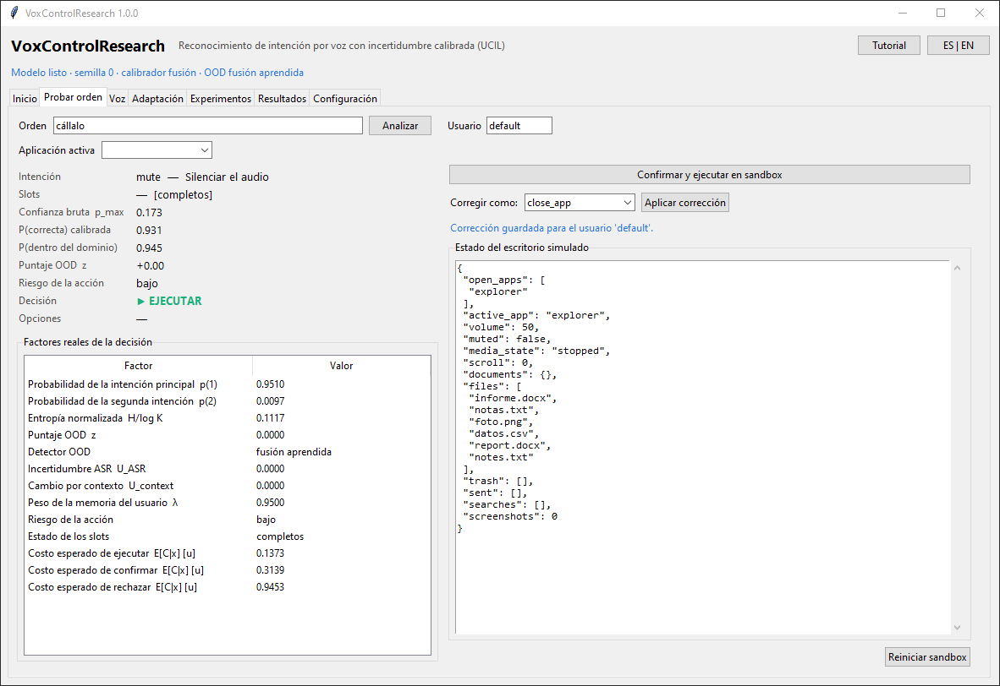 VoxControlResearch 1.0.0
VoxControlResearch Reconocimiento de intención por voz con incertidumbre calibrada (UCIL) Tutorial ES | EN
Modelo listo · semilla 0 · calibrador fusión · OOD fusión aprendida
Inicio Probar orden Voz Adaptación Experimentos Resultados Configuración
Orden cállalo Analizar Usuario default
Aplicación activa
Intención mute — Silenciar el audio
Slots — [completos]
Confianza bruta p_max 0.173
P(correcta) calibrada 0.931
P(dentro del dominio) 0.945
Puntaje OOD z +0.00
Riesgo de la acción bajo
Decisión ► EJECUTAR
Opciones —
Factores reales de la decisión
Factor Valor
Probabilidad de la intención principal p(1) 0.9510
Probabilidad de la segunda intención p(2) 0.0097
Entropía normalizada H/log K 0.1117
Puntaje OOD z 0.0000
Detector OOD fusión aprendida
Incertidumbre ASR U_ASR 0.0000
Cambio por contexto U_context 0.0000
Peso de la memoria del usuario λ 0.9500
Riesgo de la acción bajo
Estado de los slots completos
Costo esperado de ejecutar E[C|x] [u] 0.1373
Costo esperado de confirmar E[C|x] [u] 0.3139
Costo esperado de rechazar E[C|x] [u] 0.9453
Confirmar y ejecutar en sandbox
Corregir como: close_app Aplicar corrección
Corrección guardada para el usuario 'default'.
Estado del escritorio simulado
{
"open_apps": [
"explorer"
],
"active_app": "explorer",
"volume": 50,
"muted": false,
"media_state": "stopped",
"scroll": 0,
"documents": {},
"files": [
"informe.docx",
"notas.txt",
"foto.png",
"datos.csv",
"report.docx",
"notes.txt"
],
"trash": [],
"sent": [],
"searches": [],
"screenshots": 0
}
Reiniciar sandbox